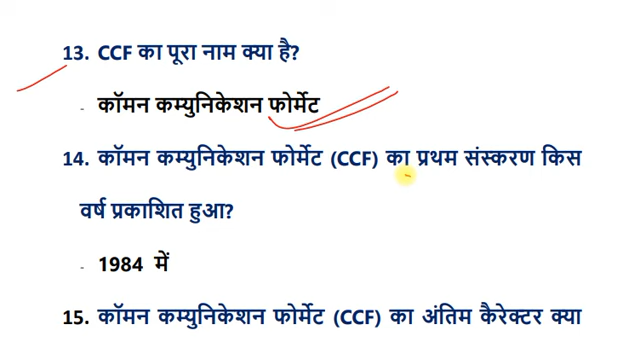 13. CCF का पूरा नाम क्या है?
- कॉमन कम्युनिकेशन फोर्मेट
14. कॉमन कम्युनिकेशन फोर्मेट (CCF) का प्रथम संस्करण किस
वर्ष प्रकाशित हुआ?
- 1984 में
15. कॉमन कम्युनिकेशन फोर्मेट (CCF) का अंतिम कैरेक्टर क्या